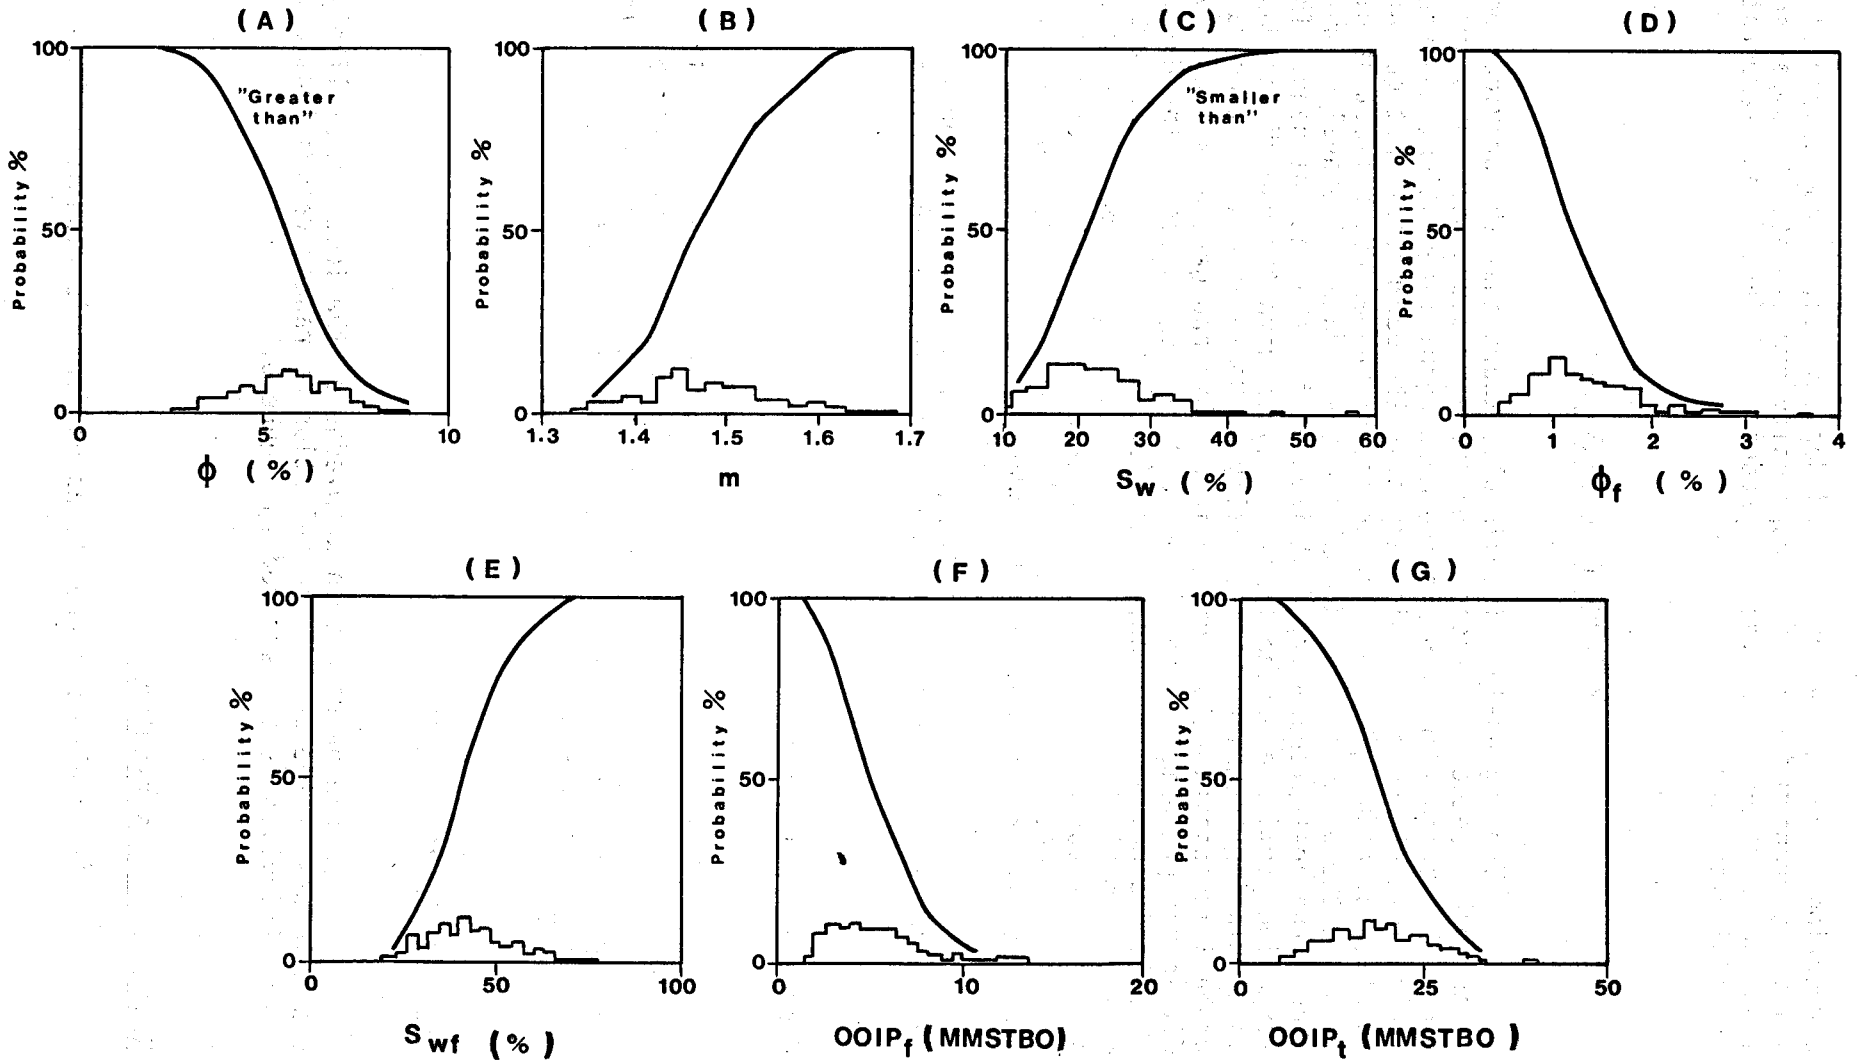 (A)
(B)
(C)
(D)
100
50
0
Probability %
"Greater
than"
0 5 10
ϕ (%)
100
50
0
Probability %
1.3 1.4 1.5 1.6 1.7
m
100
50
0
Probability %
"Smaller
than"
10 20 30 40 50 60
Sw (%)
100
50
0
Probability %
0 1 2 3 4
ϕf (%)
(E)
(F)
(G)
100
50
0
Probability %
0 50 100
Swf (%)
100
50
0
Probability %
0 10 20
OOIPf (MMSTBO)
100
50
0
Probability %
0 25 50
OOIPt (MMSTBO)